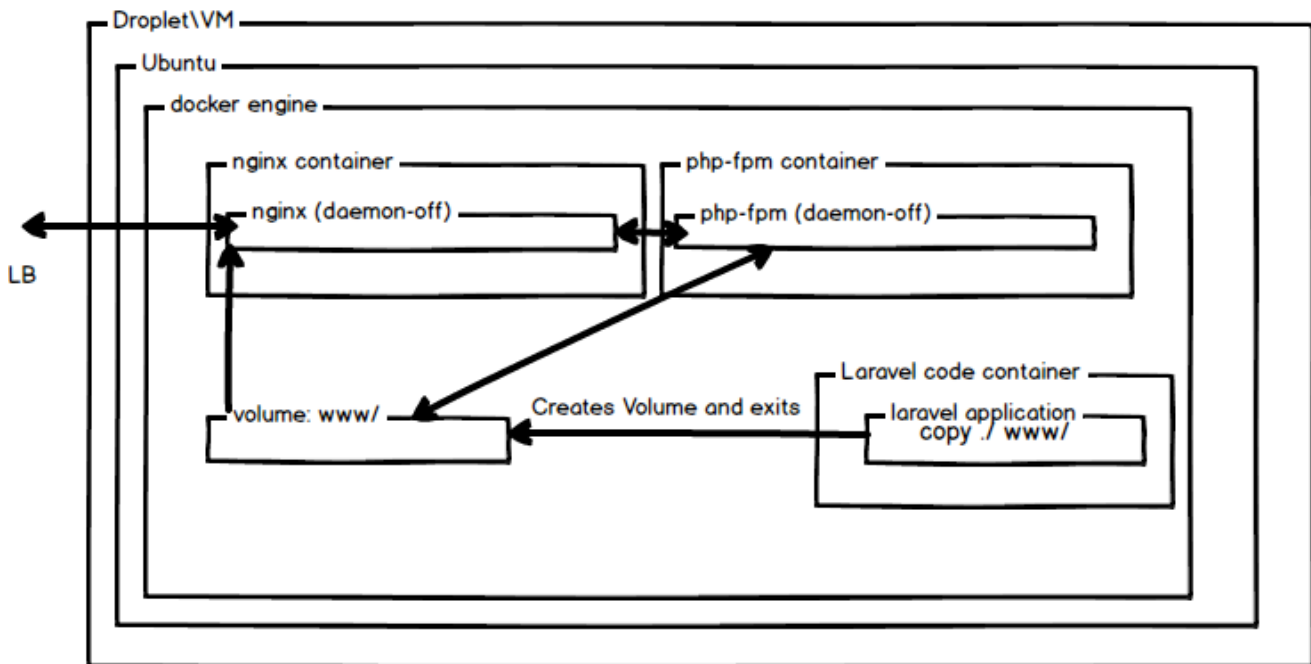 Droplet\VM
Ubuntu
docker engine
nginx container
php-fpm container
nginx (daemon-off)
php-fpm (daemon-off)
LB
Laravel code container
volume: www/
Creates Volume and exits
laravel application
copy ./ www/